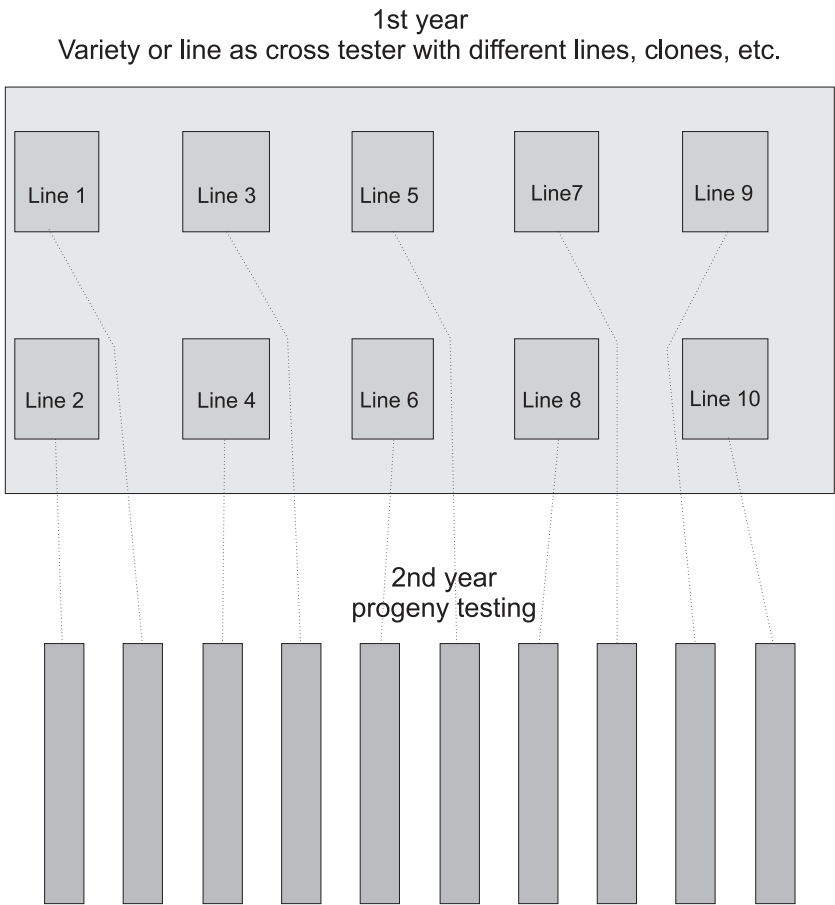 1st year
Variety or line as cross tester with different lines, clones, etc.
Line 1
Line 3
Line 5
Line7
Line 9
Line 2
Line 4
Line 6
Line 8
Line 10
2nd year
progeny testing